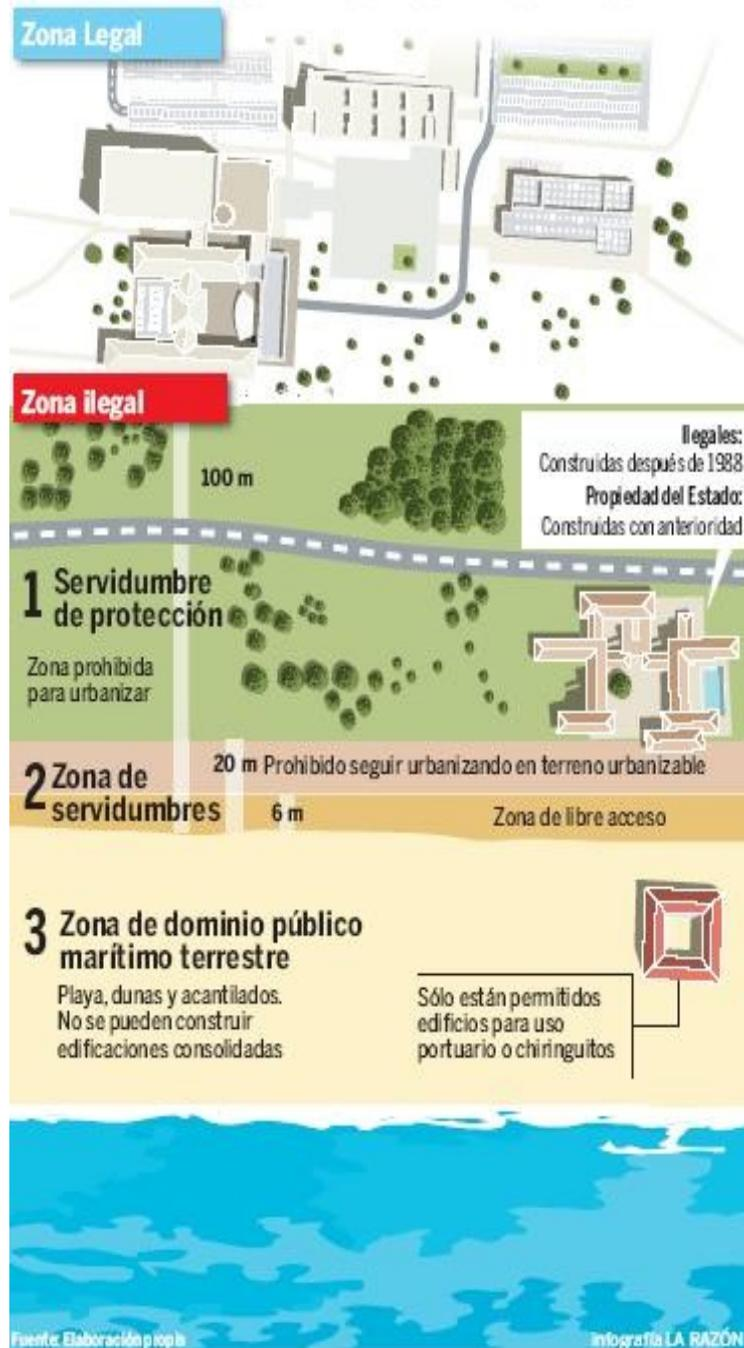 Zona Legal
Zona ilegal
100 m
Ilegales:
Construidas después de 1988
Propiedad del Estado:
Construidas con anterioridad
1 Servidumbre
de protección
Zona prohibida
para urbanizar
2 Zona de
servidumbres
20 m Prohibido seguir urbanizando en terreno urbanizable
6 m
Zona de libre acceso
3 Zona de dominio público
marítimo terrestre
Playa, dunas y acantilados.
No se pueden construir
edificaciones consolidadas
Sólo están permitidos
edificios para uso
portuario o chiringuitos
Fuente: Elaboración propia
Infografía LA RAZÓN